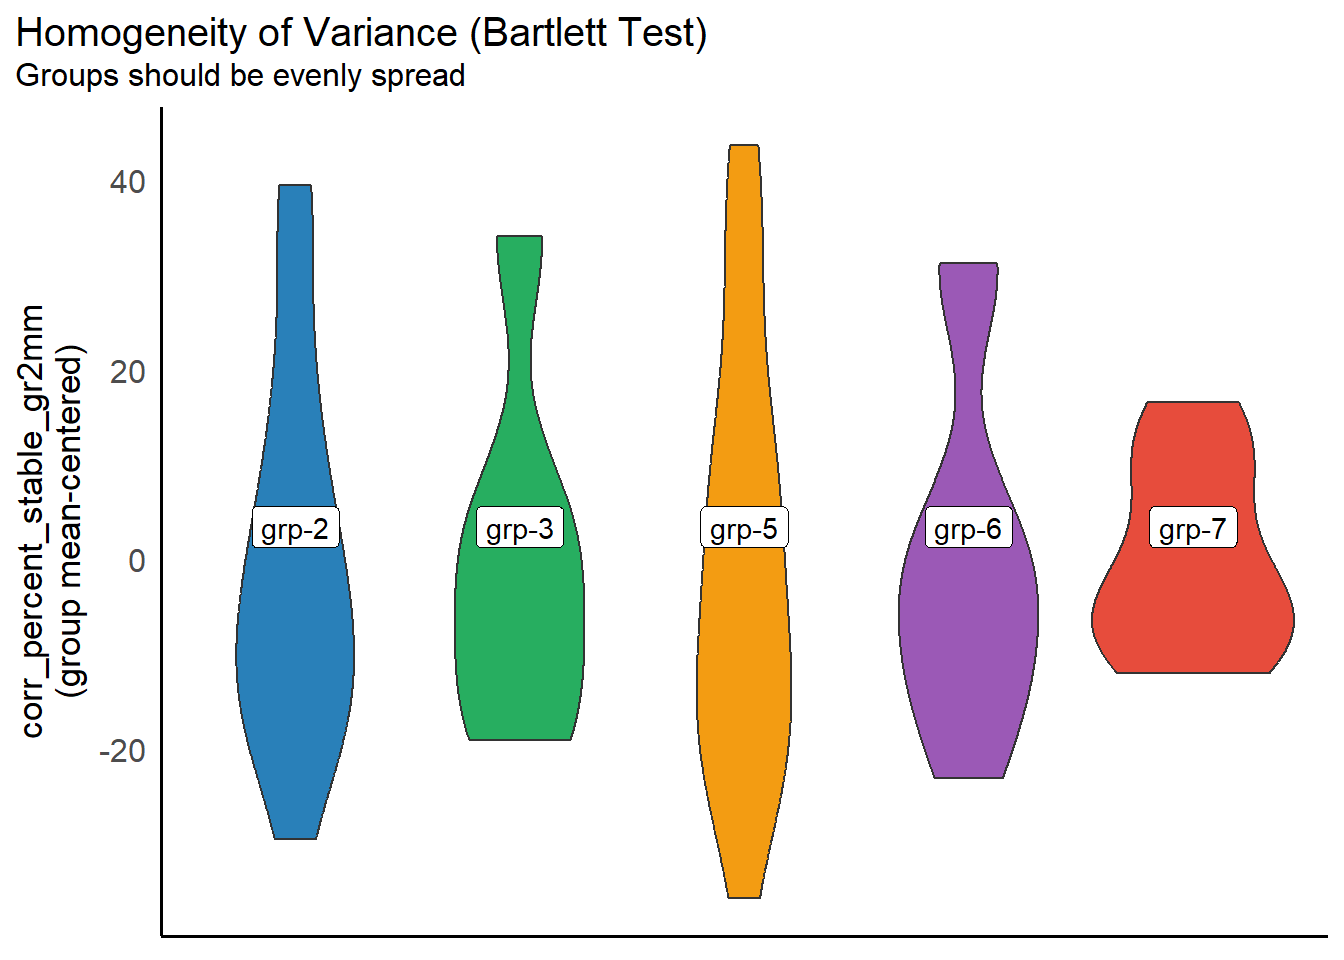 Homogeneity of Variance (Bartlett Test)
Groups should be evenly spread
corr_percent_stable_gr2mm
(group mean-centered)
40
20
0
-20
grp-2
grp-3
grp-5
grp-6
grp-7